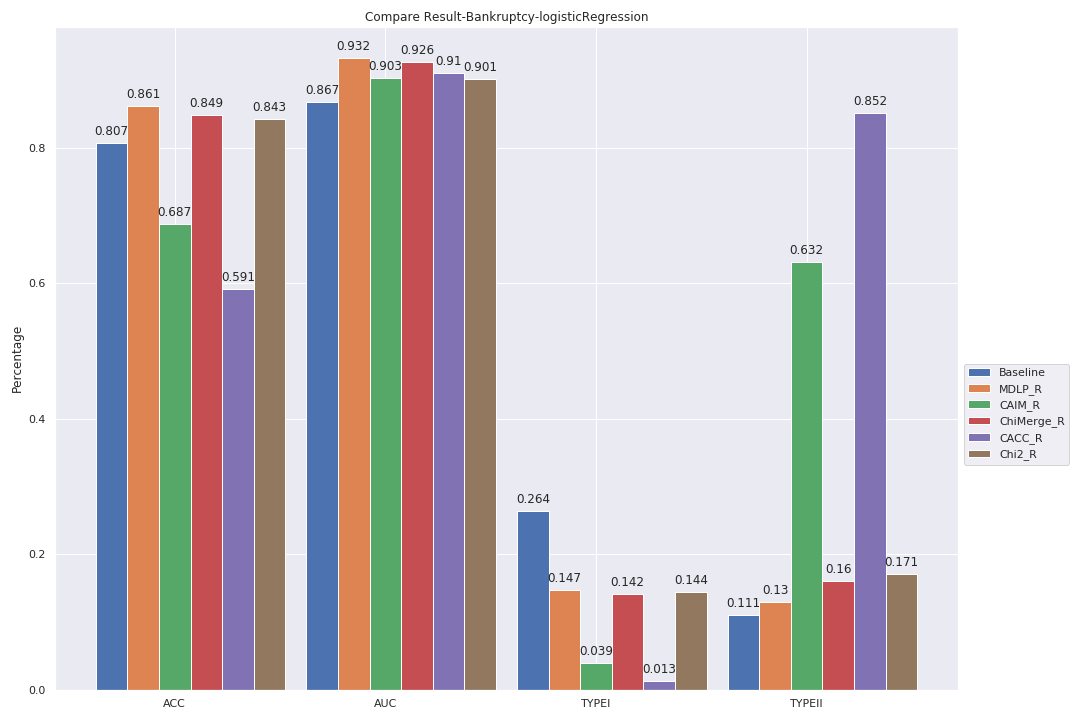 Compare Result-Bankruptcy-logisticRegression
Percentage
0.8
0.6
0.4
0.2
0.0
0.807
0.861
0.687
0.849
0.591
0.843
0.867
0.932
0.903
0.926
0.91
0.901
0.264
0.147
0.039
0.142
0.013
0.144
0.111
0.13
0.632
0.16
0.852
0.171
ACC
AUC
TYPEI
TYPEII
Baseline
MDLP_R
CAIM_R
ChiMerge_R
CACC_R
Chi2_R